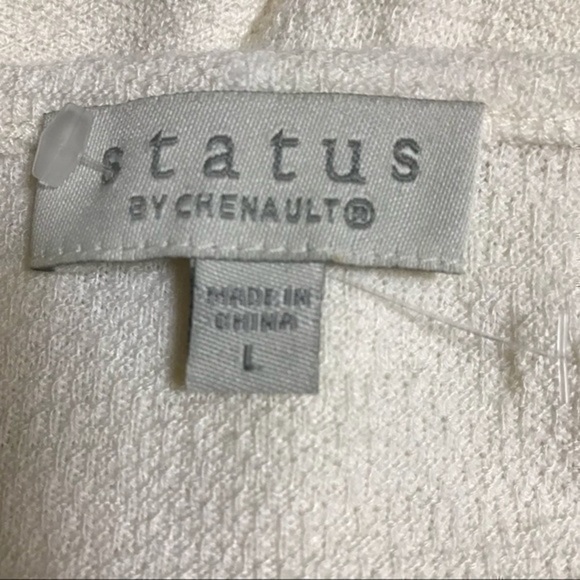 status
BY CHENAULT®
MADE IN
CHINA
L